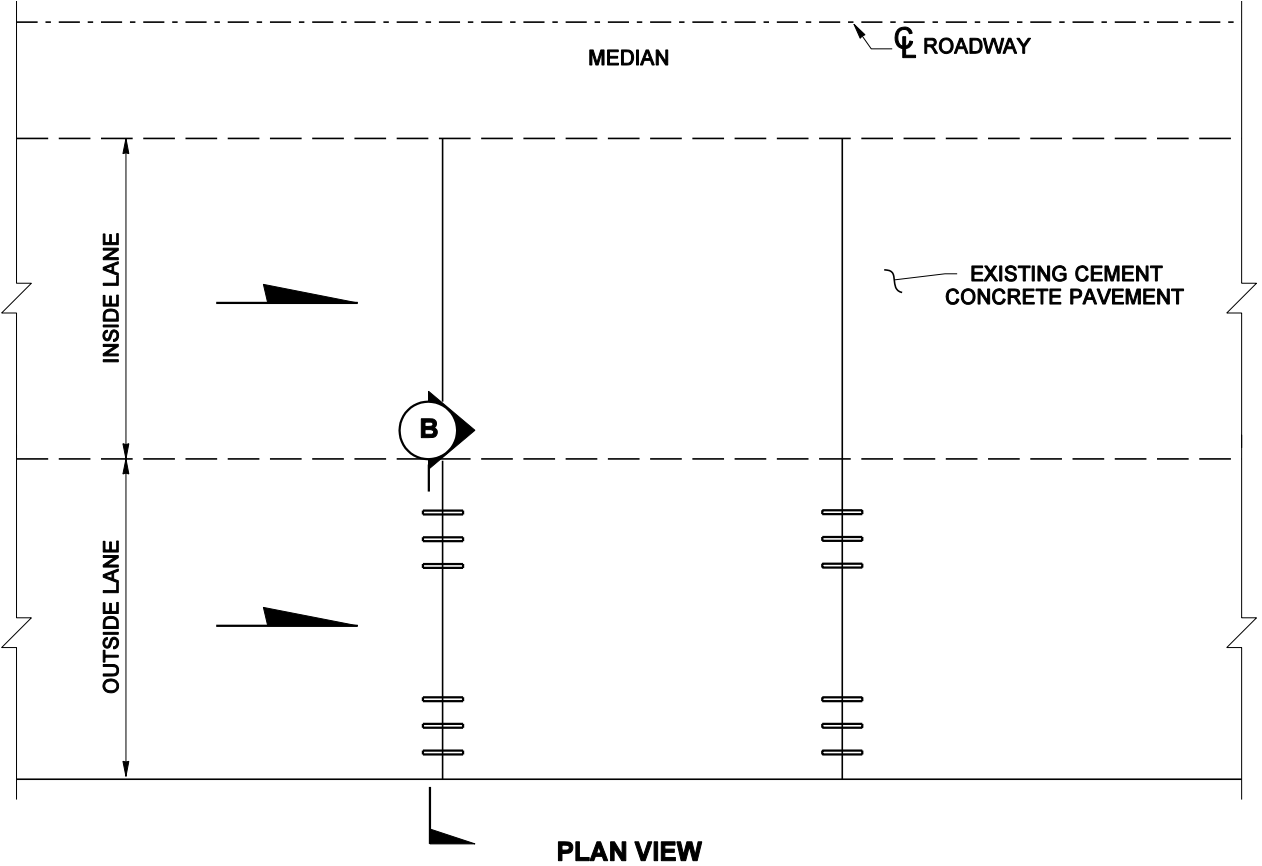 ℄ ROADWAY
MEDIAN
INSIDE LANE
EXISTING CEMENT
CONCRETE PAVEMENT
B
OUTSIDE LANE
PLAN VIEW